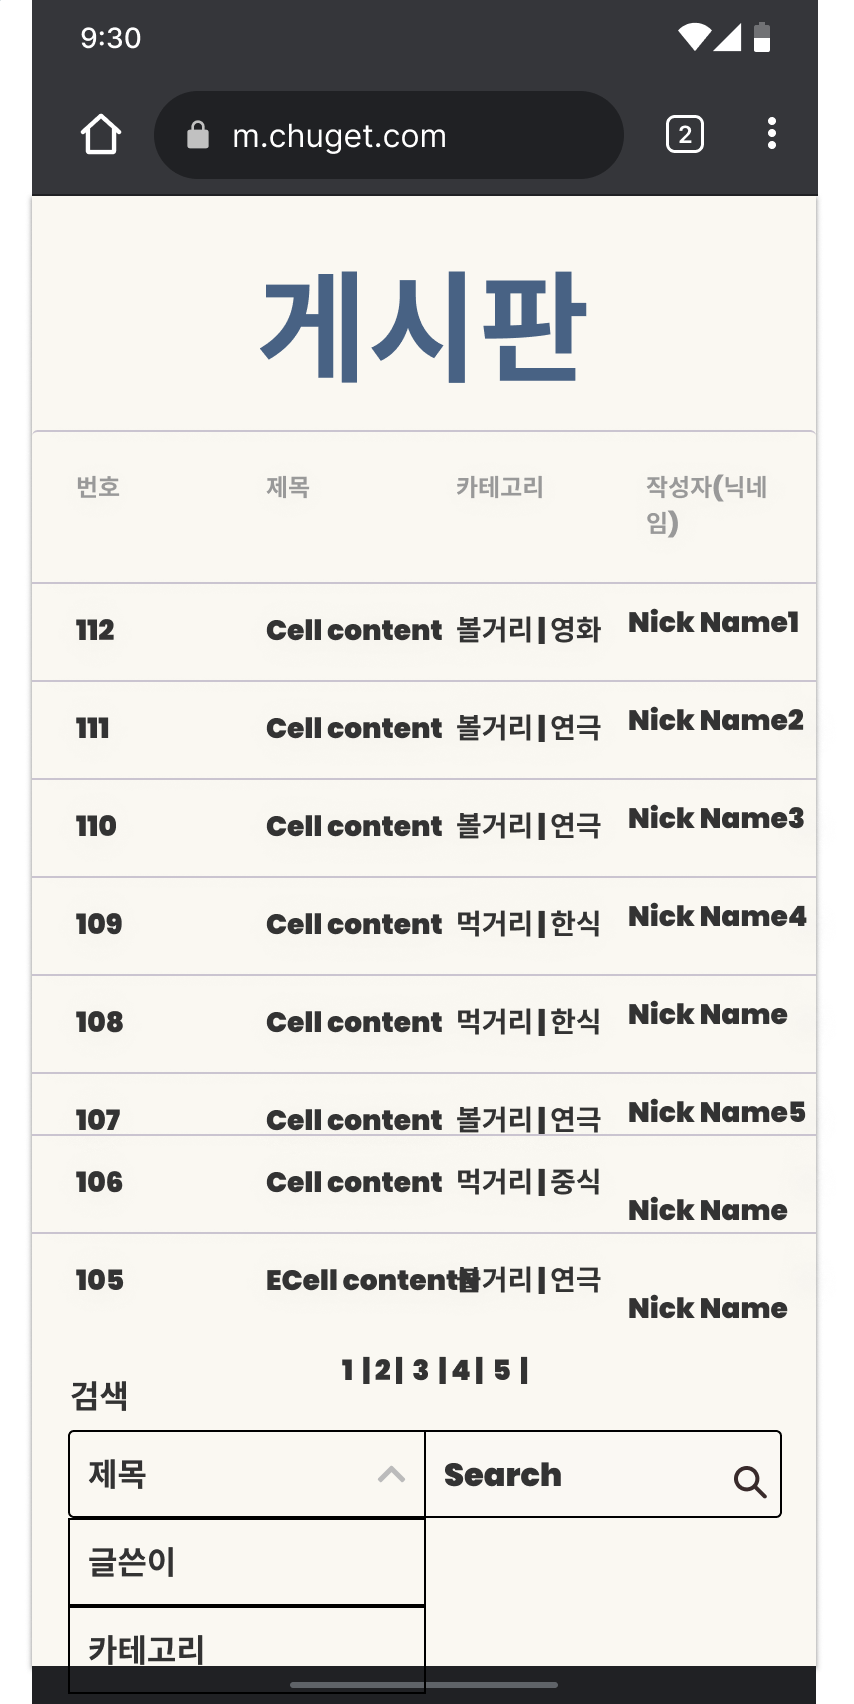 9:30
m.chuget.com
2
게시판
번호 제목 카테고리 작성자(닉네
임)
112 Cell content 볼거리 | 영화 Nick Name1
111 Cell content 볼거리 | 연극 Nick Name2
110 Cell content 볼거리 | 연극 Nick Name3
109 Cell content 먹거리 | 한식 Nick Name4
108 Cell content 먹거리 | 한식 Nick Name
107 Cell content 볼거리 | 연극 Nick Name5
106 Cell content 먹거리 | 중식 Nick Name
105 ECell content 볼거리 | 연극 Nick Name
1 | 2 | 3 | 4 | 5 |
검색
제목 Search
글쓴이
카테고리